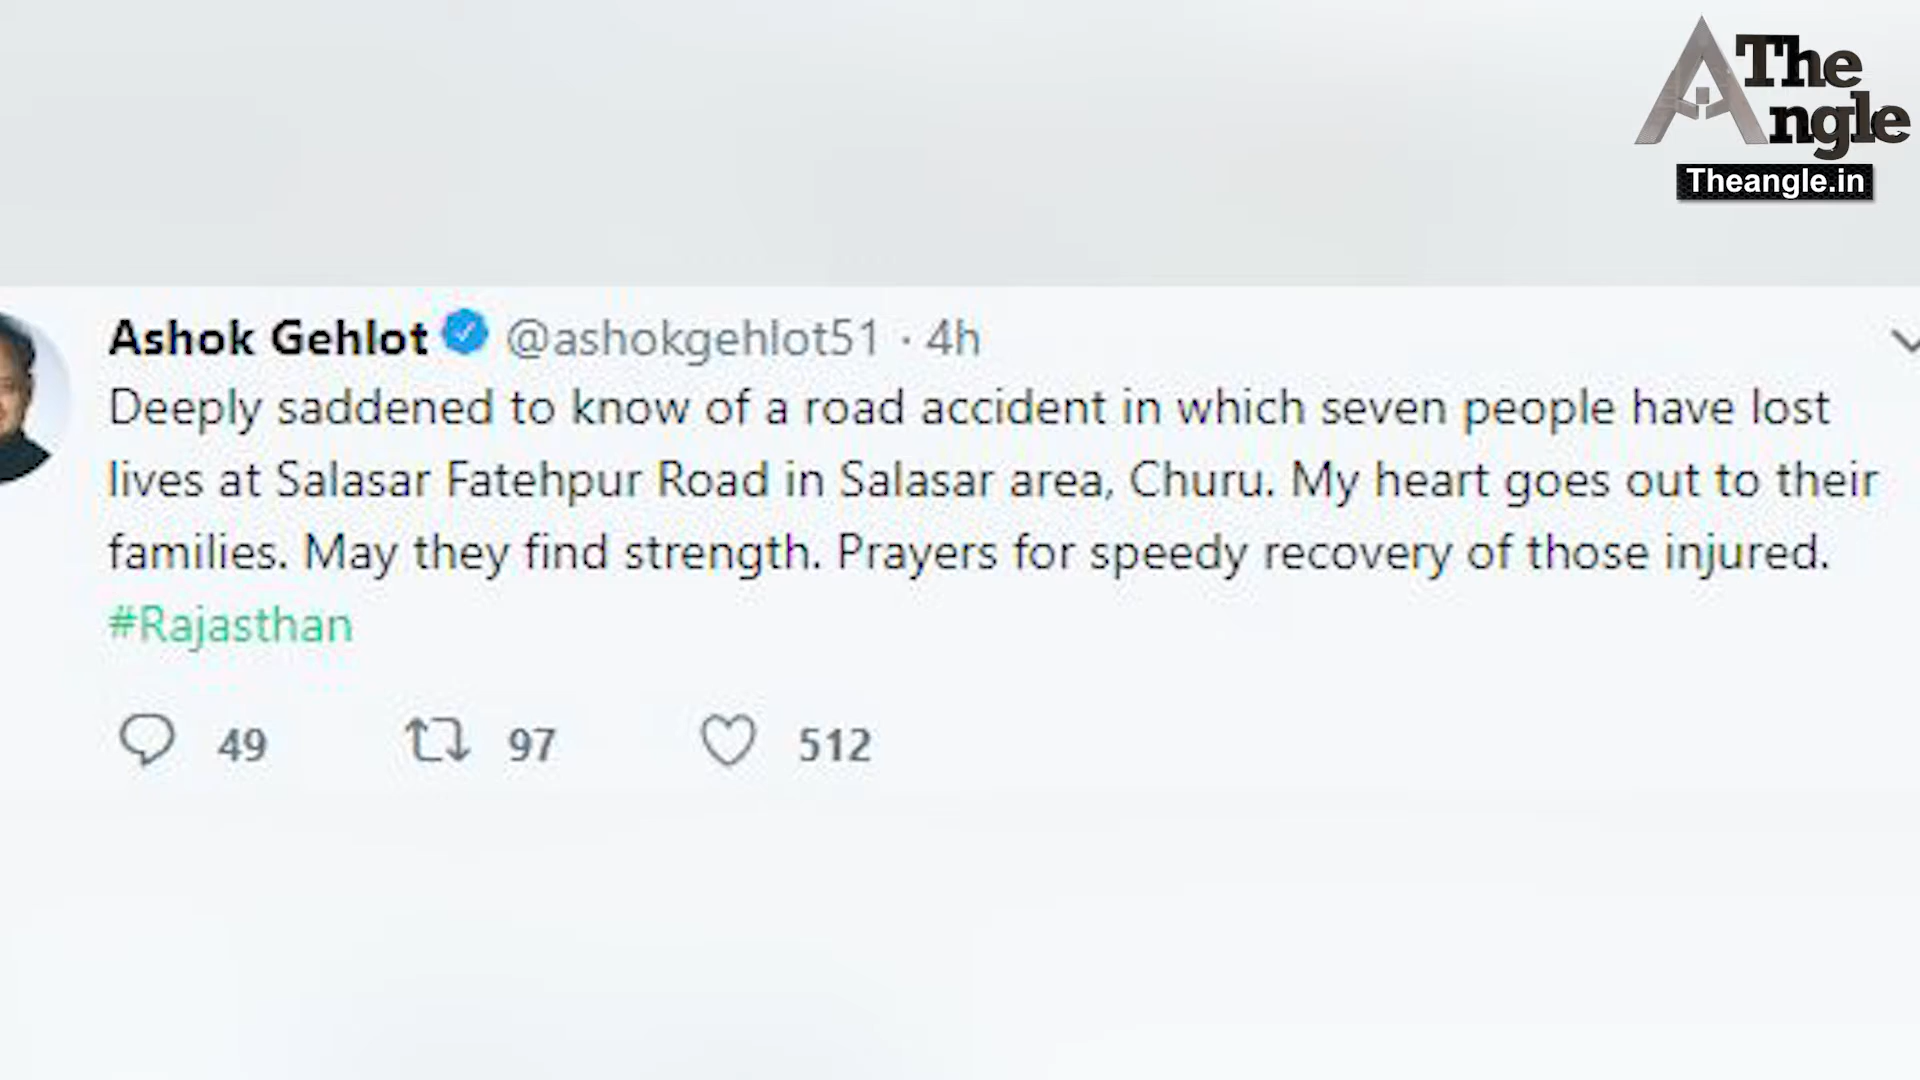 The
Angle
Theangle.in
Ashok Gehlot @ashokgehlot51 · 4h
Deeply saddened to know of a road accident in which seven people have lost
lives at Salasar Fatehpur Road in Salasar area, Churu. My heart goes out to their
families. May they find strength. Prayers for speedy recovery of those injured.
#Rajasthan
49 97 512